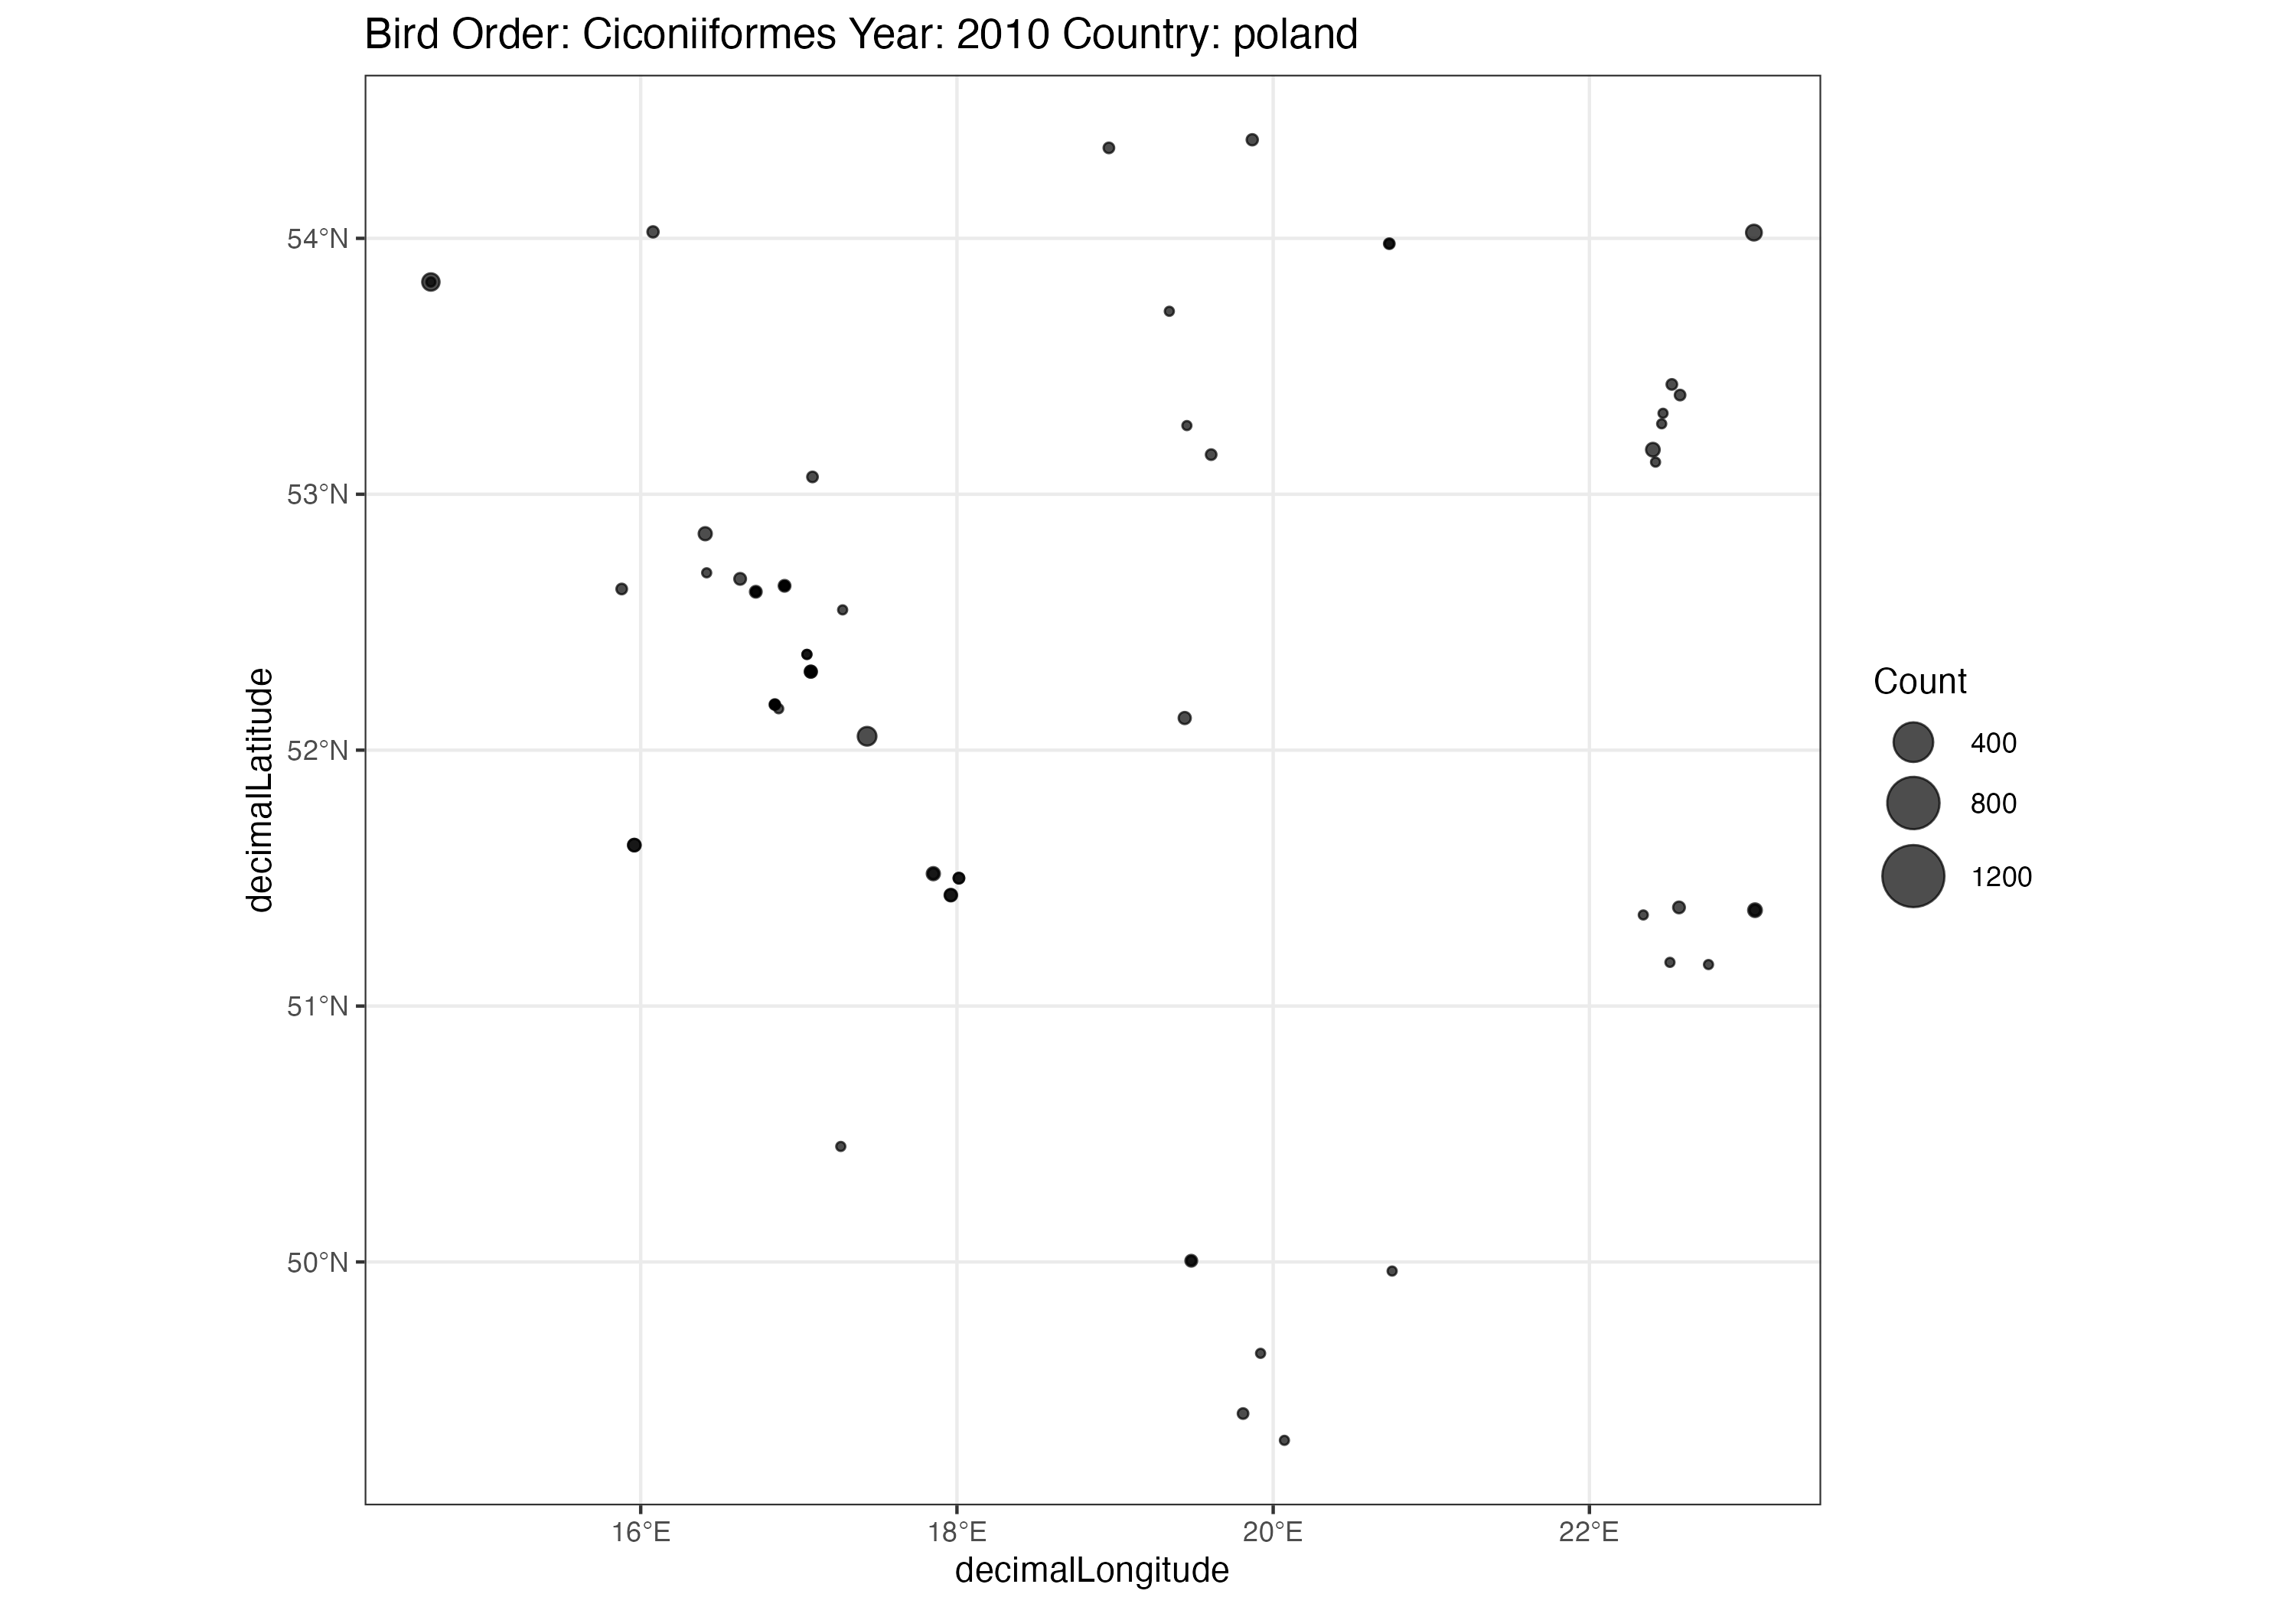 Bird Order: Ciconiiformes Year: 2010 Country: poland
54°N
53°N
52°N
51°N
50°N
decimalLatitude
16°E
18°E
20°E
22°E
decimalLongitude
Count
400
800
1200